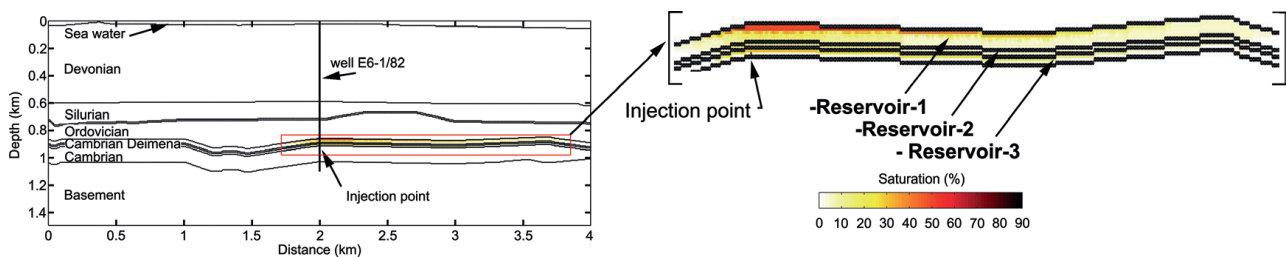 0
0.2
0.4
0.6
0.8
1
1.2
1.4
Depth (km)
Sea water
Devonian
Silurian
Ordovician
Cambrian Deimena
Cambrian
Basement
well E6-1/82
Injection point
0 0.5 1 1.5 2 2.5 3 3.5 4
Distance (km)
Injection point
-Reservoir-1
-Reservoir-2
- Reservoir-3
Saturation (%)
0 10 20 30 40 50 60 70 80 90